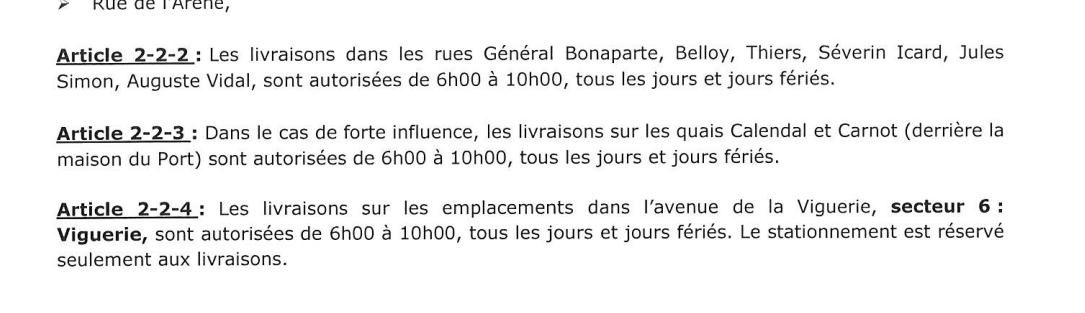 ➢ Rue de l'Arène,
Article 2-2-2 : Les livraisons dans les rues Général Bonaparte, Belloy, Thiers, Séverin Icard, Jules
Simon, Auguste Vidal, sont autorisées de 6h00 à 10h00, tous les jours et jours fériés.
Article 2-2-3 : Dans le cas de forte influence, les livraisons sur les quais Calendal et Carnot (derrière la
maison du Port) sont autorisées de 6h00 à 10h00, tous les jours et jours fériés.
Article 2-2-4 : Les livraisons sur les emplacements dans l'avenue de la Viguerie, secteur 6 :
Viguerie, sont autorisées de 6h00 à 10h00, tous les jours et jours fériés. Le stationnement est réservé
seulement aux livraisons.